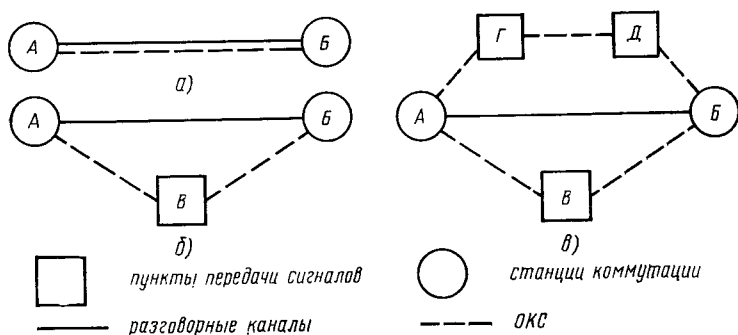 А
Б
а)
Г
Д
А
Б
В
б)
А
Б
В
в)
пункты передачи сигналов
станции коммутации
разговорные каналы
ОКС